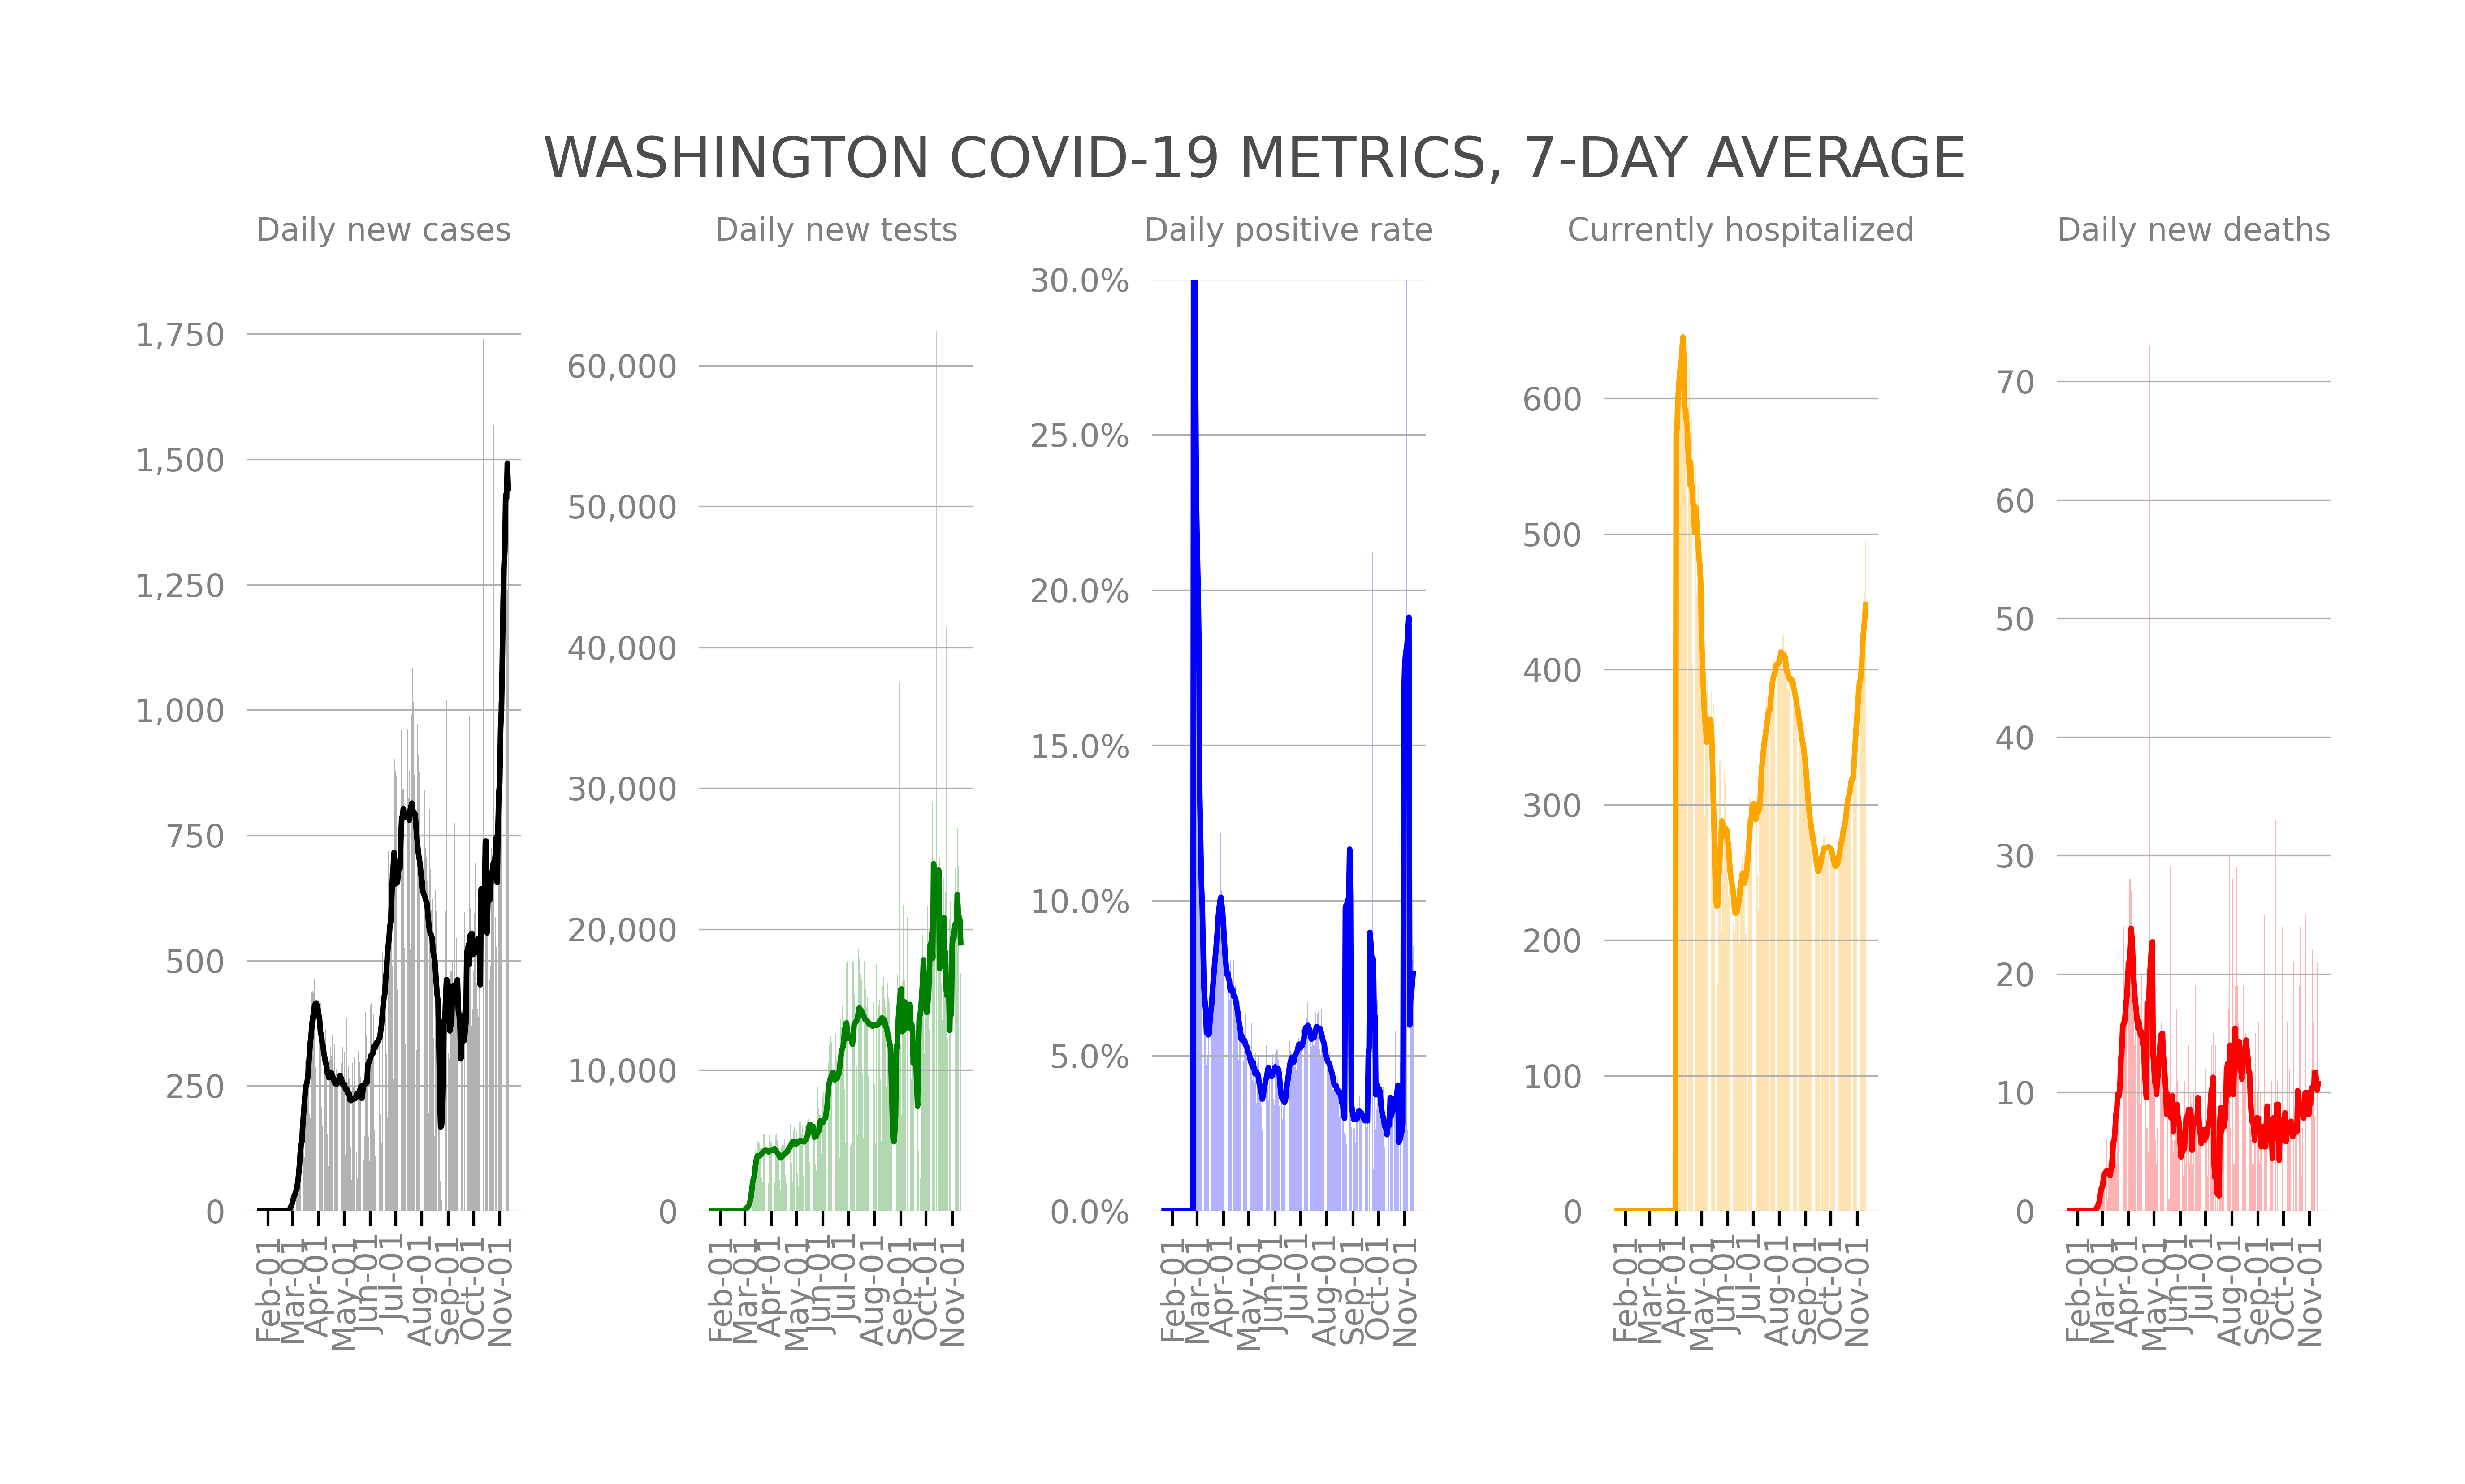 WASHINGTON COVID-19 METRICS, 7-DAY AVERAGE
Daily new cases
1,750
1,500
1,250
1,000
750
500
250
0
Feb-01
Mar-01
Apr-01
May-01
Jun-01
Jul-01
Aug-01
Sep-01
Oct-01
Nov-01
Daily new tests
60,000
50,000
40,000
30,000
20,000
10,000
0
Feb-01
Mar-01
Apr-01
May-01
Jun-01
Jul-01
Aug-01
Sep-01
Oct-01
Nov-01
Daily positive rate
30.0%
25.0%
20.0%
15.0%
10.0%
5.0%
0.0%
Feb-01
Mar-01
Apr-01
May-01
Jun-01
Jul-01
Aug-01
Sep-01
Oct-01
Nov-01
Currently hospitalized
600
500
400
300
200
100
0
Feb-01
Mar-01
Apr-01
May-01
Jun-01
Jul-01
Aug-01
Sep-01
Oct-01
Nov-01
Daily new deaths
70
60
50
40
30
20
10
0
Feb-01
Mar-01
Apr-01
May-01
Jun-01
Jul-01
Aug-01
Sep-01
Oct-01
Nov-01